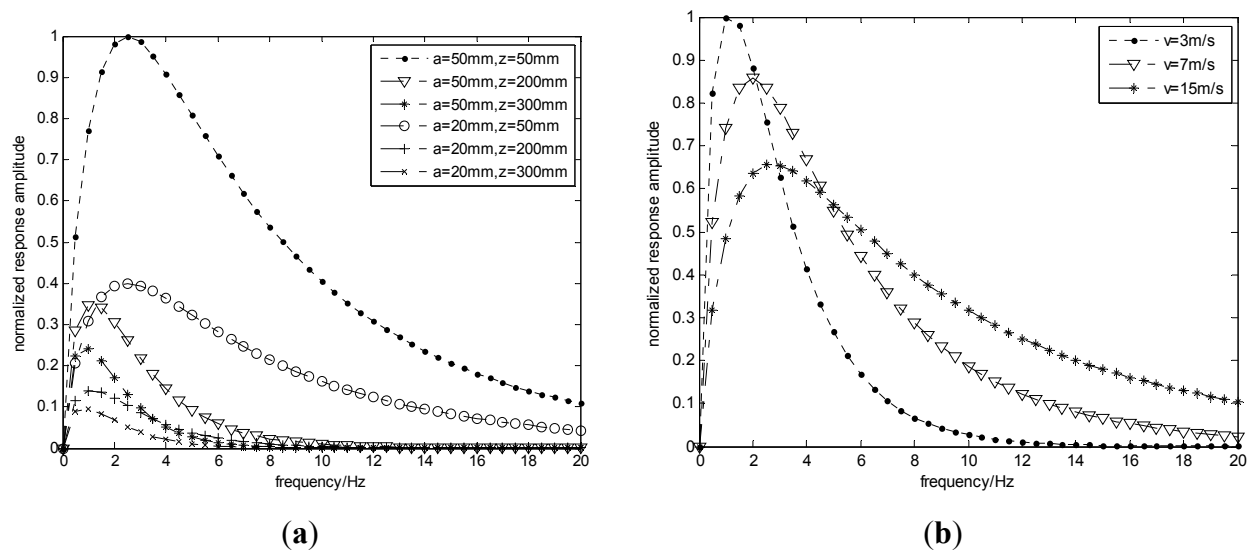 1
0.9
0.8
0.7
0.6
0.5
0.4
0.3
0.2
0.1
0
normalized response amplitude
0 2 4 6 8 10 12 14 16 18 20
frequency/Hz
a=50mm,z=50mm
a=50mm,z=200mm
a=50mm,z=300mm
a=20mm,z=50mm
a=20mm,z=200mm
a=20mm,z=300mm
(a)
1
0.9
0.8
0.7
0.6
0.5
0.4
0.3
0.2
0.1
0
normalized response amplitude
0 2 4 6 8 10 12 14 16 18 20
frequency/Hz
v=3m/s
v=7m/s
v=15m/s
(b)